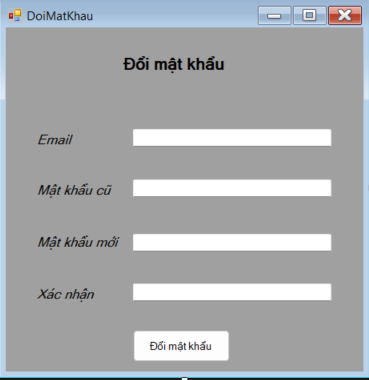 DoiMatKhau
Đổi mật khẩu
Email
Mật khẩu cũ
Mật khẩu mới
Xác nhận
Đổi mật khẩu